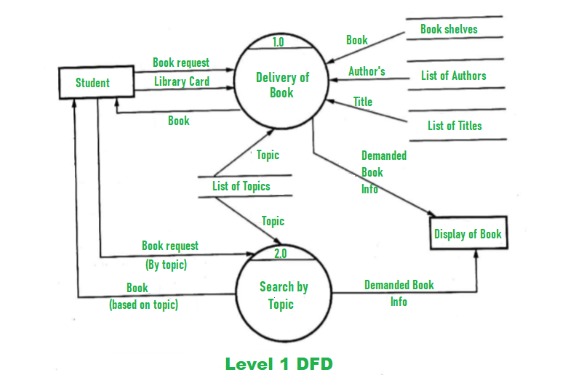 1.0
Delivery of
Book
Book
Book shelves
Author's
List of Authors
Title
List of Titles
Student
Book request
Library Card
Book
Topic
List of Topics
Topic
Demanded
Book
Info
Display of Book
Book request
(By topic)
2.0
Search by
Topic
Book
(based on topic)
Demanded Book
Info
Level 1 DFD